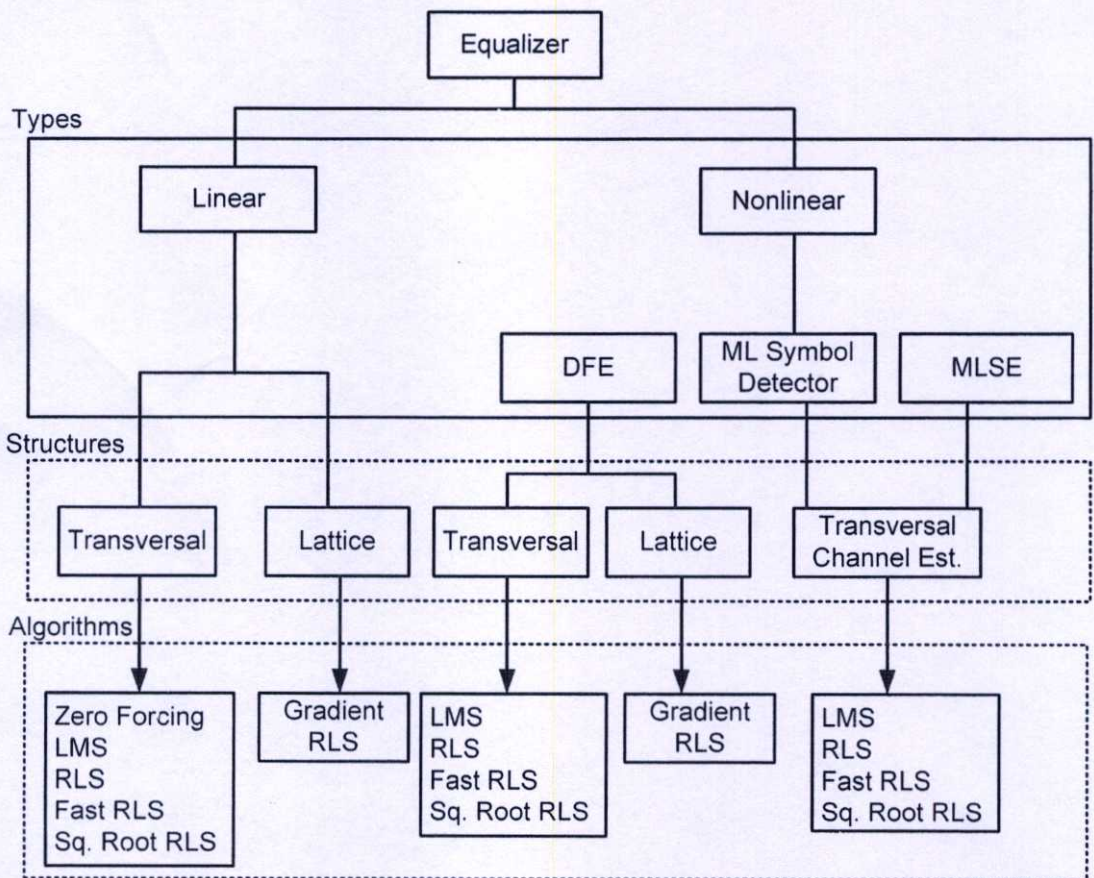 Equalizer
Types
Linear
Nonlinear
DFE
ML Symbol
Detector
MLSE
Structures
Transversal
Lattice
Transversal
Lattice
Transversal
Channel Est.
Algorithms
Zero Forcing
LMS
RLS
Fast RLS
Sq. Root RLS
Gradient
RLS
LMS
RLS
Fast RLS
Sq. Root RLS
Gradient
RLS
LMS
RLS
Fast RLS
Sq. Root RLS